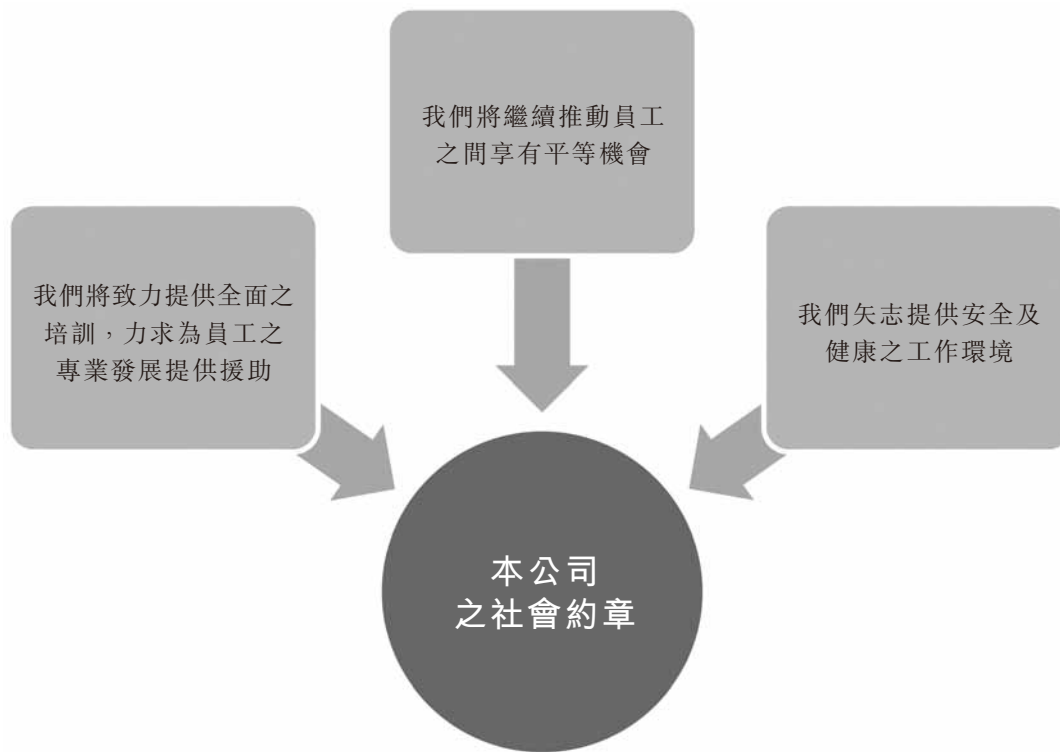 我們將繼續推動員工
之間享有平等機會
我們將致力提供全面之
培訓，力求為員工之
專業發展提供援助
我們矢志提供安全及
健康之工作環境
本公司
之社會約章